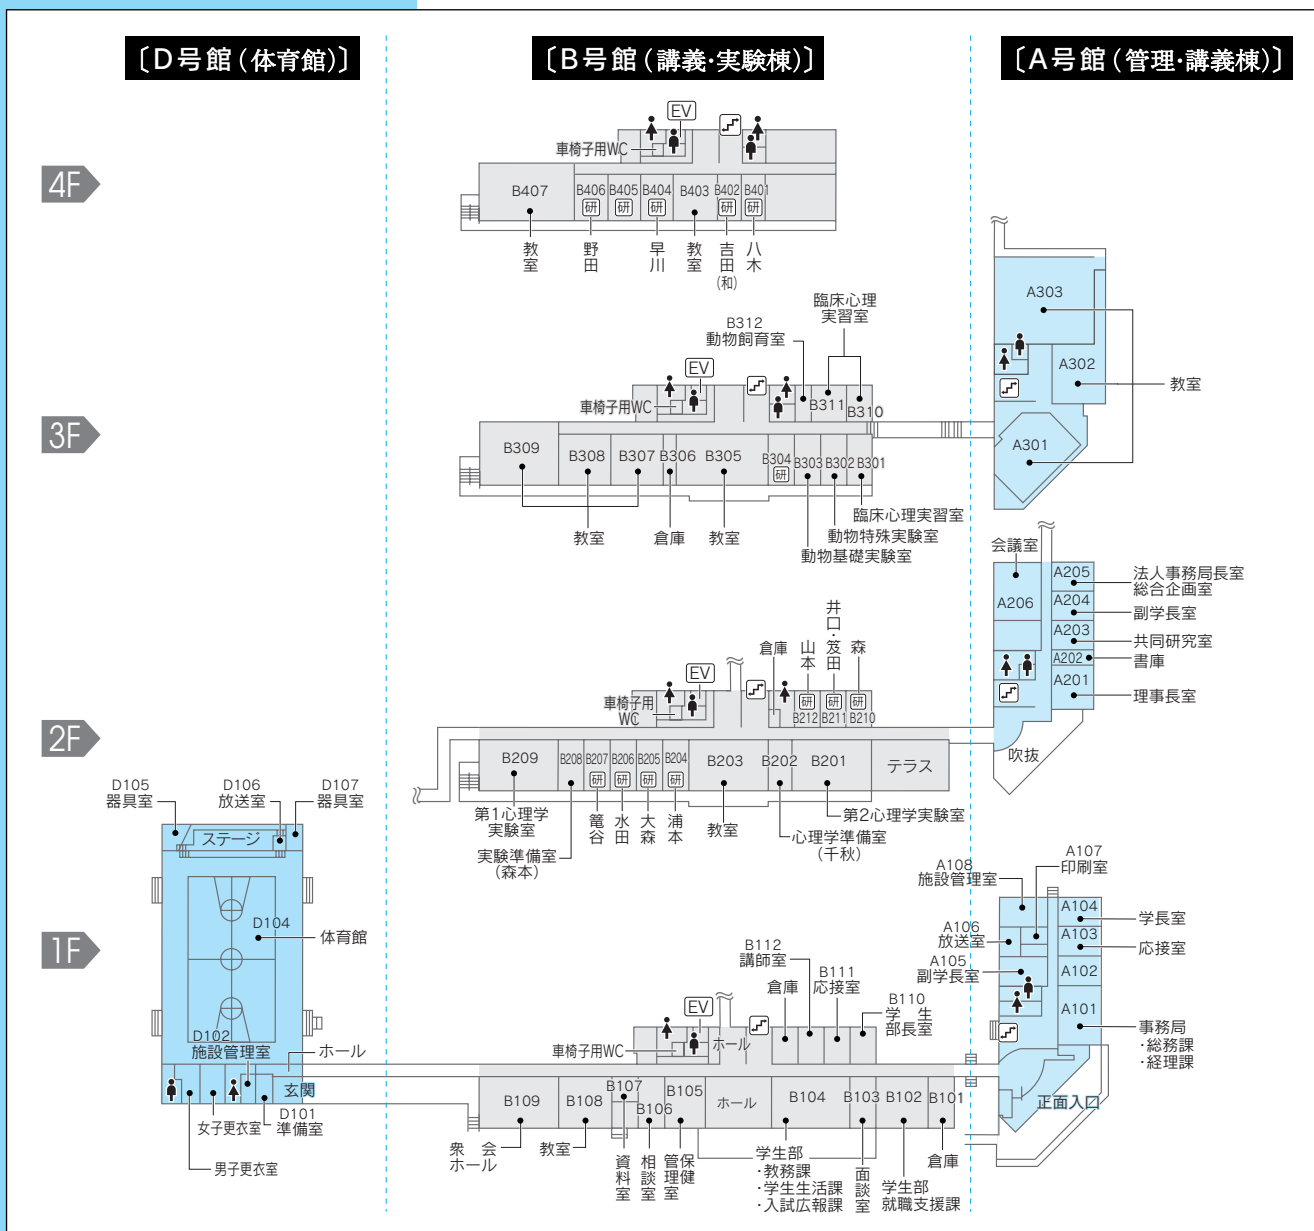 〔D号館(体育館)〕
〔B号館(講義・実験棟)〕
〔A号館(管理・講義棟)〕
4F
EV
車椅子用WC
B407
B406
研
B405
研
B404
研
B403
B402
研
B401
研
教室
野田
早川
教室
吉田(和)
八木
3F
臨床心理
実習室
B312
動物飼育室
EV
車椅子用WC
B311
B310
B309
B308
B307
B306
B305
B304
研
B303
B302
B301
教室
倉庫
教室
臨床心理実習室
動物特殊実験室
動物基礎実験室
A303
A302
教室
A301
2F
倉庫
山本
井口・笈田
森
EV
車椅子用
WC
研
B212
研
B211
研
B210
B209
B208
B207
研
B206
研
B205
研
B204
研
B203
B202
B201
テラス
第1心理学
実験室
実験準備室
(森本)
篭谷
水田
大森
浦本
教室
第2心理学実験室
心理学準備室
(千秋)
会議室
A206
A205
法人事務局長室
総合企画室
A204
副学長室
A203
共同研究室
A202
書庫
A201
理事長室
吹抜
1F
D105
器具室
D106
放送室
D107
器具室
ステージ
D104
体育館
D102
施設管理室
ホール
玄関
D101
準備室
女子更衣室
男子更衣室
B112
講師室
倉庫
B111
応接室
B110
学生
部長室
EV
車椅子用WC
ホール
B109
B108
B107
B106
B105
ホール
B104
B103
B102
B101
衆会
ホール
教室
資料室
相談室
保健
管理室
学生部
・教務課
・学生生活課
・入試広報課
面談室
学生部
就職支援課
倉庫
A107
印刷室
A108
施設管理室
A106
放送室
A105
副学長室
A104
学長室
A103
応接室
A102
A101
事務局
・総務課
・経理課
正面入口